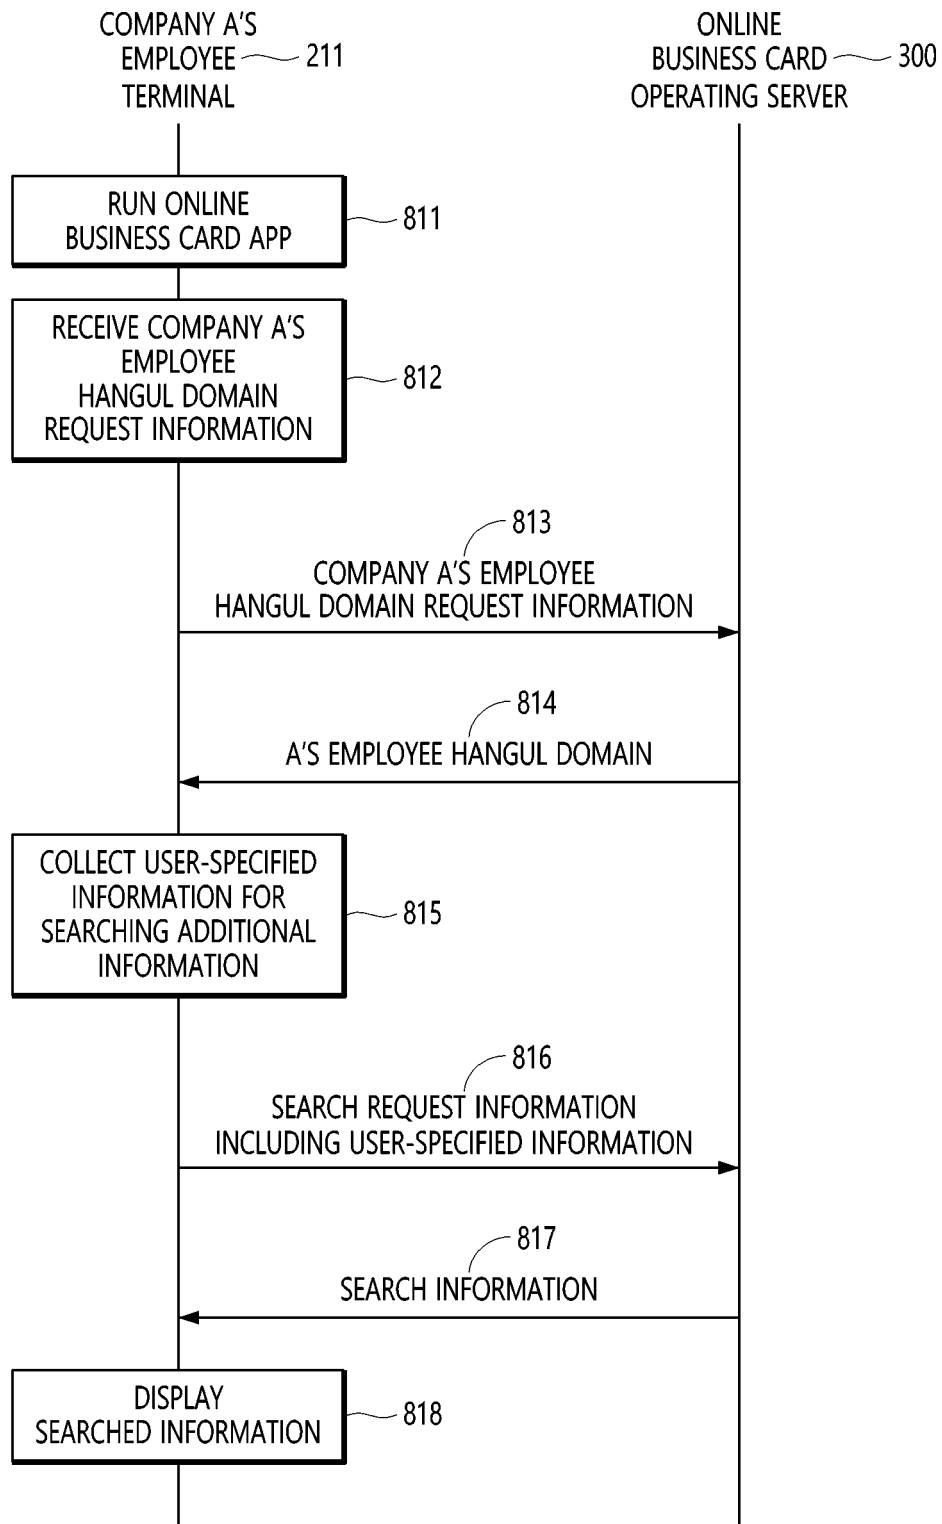 COMPANY A'S
EMPLOYEE
TERMINAL
211
ONLINE
BUSINESS CARD
OPERATING SERVER
300
RUN ONLINE
BUSINESS CARD APP
811
RECEIVE COMPANY A'S
EMPLOYEE
HANGUL DOMAIN
REQUEST INFORMATION
812
813
COMPANY A'S EMPLOYEE
HANGUL DOMAIN REQUEST INFORMATION
814
A'S EMPLOYEE HANGUL DOMAIN
COLLECT USER-SPECIFIED
INFORMATION FOR
SEARCHING ADDITIONAL
INFORMATION
815
816
SEARCH REQUEST INFORMATION
INCLUDING USER-SPECIFIED INFORMATION
817
SEARCH INFORMATION
DISPLAY
SEARCHED INFORMATION
818